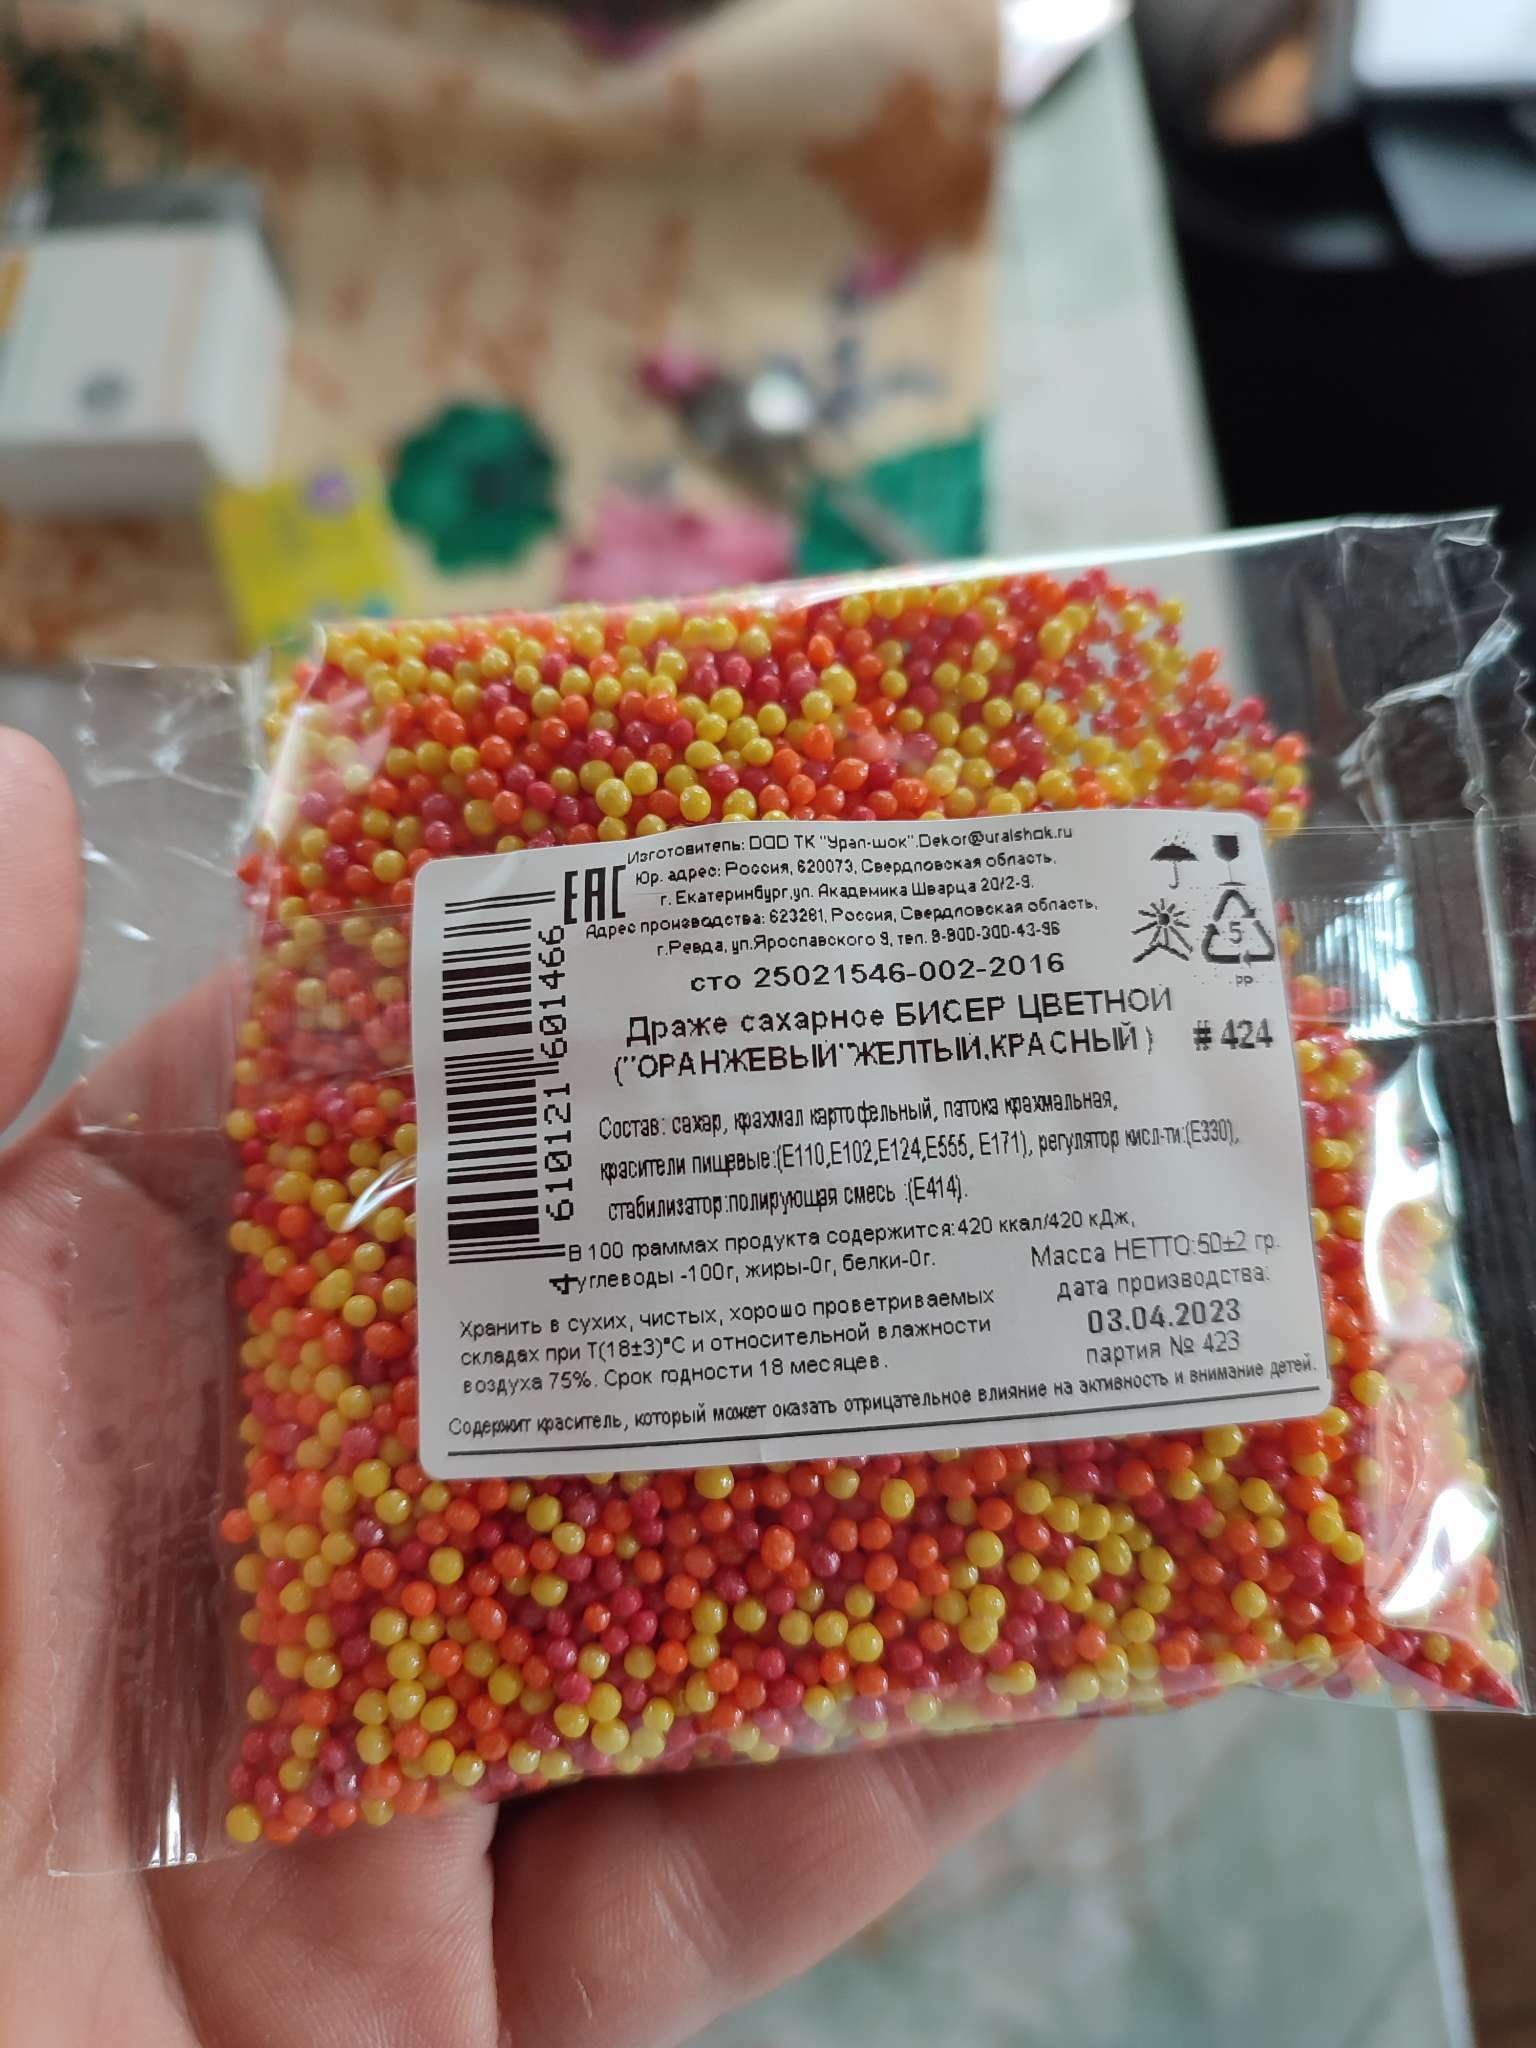 Изготовитель: ООО ТК "Урал-шок".Dekor@uralshok.ru
Юр. адрес: Россия, 620073, Свердловская область,
г. Екатеринбург,ул. Академика Шварца 20/2-9.
Адрес производства: 623281, Россия, Свердловская область,
г.Ревда, ул.Ярославского 9, тел. 8-800-300-43-96
ЕАС
сто 25021546-002-2016
Драже сахарное БИСЕР ЦВЕТНОЙ
("ОРАНЖЕВЫЙ"ЖЕЛТЫЙ,КРАСНЫЙ) #424
5
PP
Состав: сахар, крахмал картофельный, патока крахмальная,
красители пищевые:(Е110,Е102,Е124,Е555, Е171), регулятор кисл-ти:(Е330),
стабилизатор:полирующая смесь :(Е414).
В 100 граммах продукта содержится:420 ккал/420 кДж,
углеводы -100г, жиры-0г, белки-0г.
4 610121 601466
Масса НЕТТО:50±2 гр.
дата производства:
03.04.2023
партия № 423
Хранить в сухих, чистых, хорошо проветриваемых
складах при Т(18±3)°С и относительной влажности
воздуха 75%. Срок годности 18 месяцев.
Содержит краситель, который может оказать отрицательное влияние на активность и внимание детей.